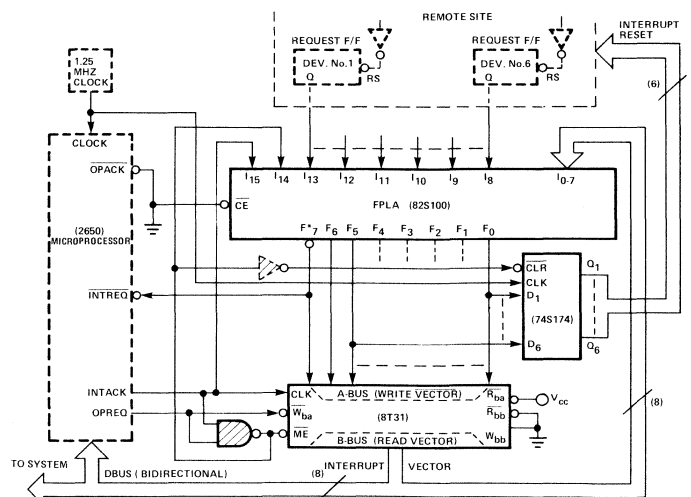 REMOTE SITE
INTERRUPT
RESET
REQUEST F/F
REQUEST F/F
1.25
MHZ
CLOCK
DEV. No.1
Q
RS
DEV. No.6
Q
RS
(6)
CLOCK
OPACK
I15 I14 I13 I12 I11 I10 I9 I8 I0-7
CE
FPLA (82S100)
(2650)
MICROPROCESSOR
F*7 F6 F5 F4 F3 F2 F1 F0
CLR
CLK
D1
(74S174)
D6
Q1
Q6
INTREQ
INTACK
OPREQ
CLK
A-BUS (WRITE VECTOR)
Rba
Vcc
Wba
(8T31)
Rbb
ME
B-BUS (READ VECTOR)
Wbb
(8)
TO SYSTEM
DBUS (BIDIRECTIONAL)
(8)
INTERRUPT
VECTOR